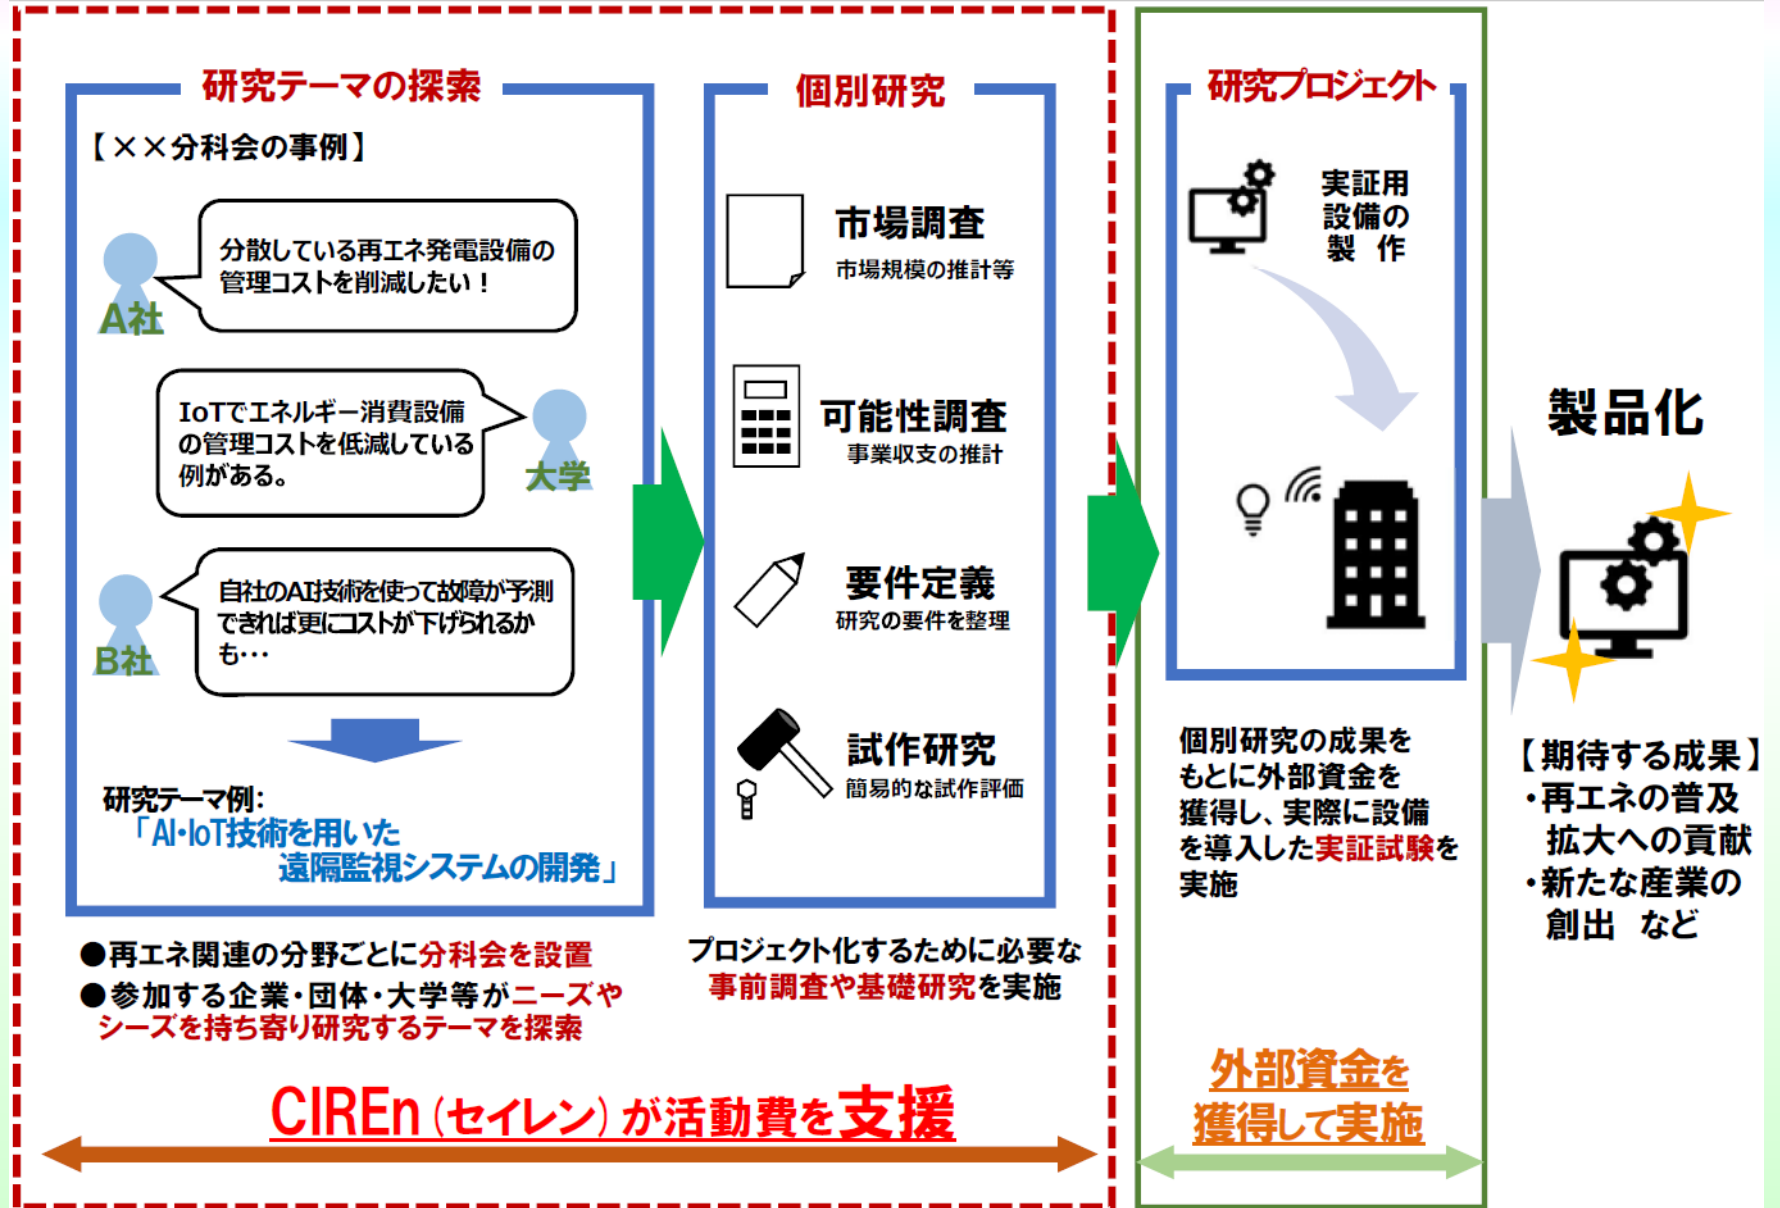 研究テーマの探索
【××分科会の事例】
分散している再エネ発電設備の
管理コストを削減したい！
A社
IoTでエネルギー消費設備
の管理コストを低減している
例がある。
大学
自社のAI技術を使って故障が予測
できれば更にコストが下げられるか
も・・・
B社
研究テーマ例：
「AI・IoT技術を用いた
遠隔監視システムの開発」
●再エネ関連の分野ごとに分科会を設置
●参加する企業・団体・大学等がニーズや
シーズを持ち寄り研究するテーマを探索
個別研究
市場調査
市場規模の推計等
可能性調査
事業収支の推計
要件定義
研究の要件を整理
試作研究
簡易的な試作評価
プロジェクト化するために必要な
事前調査や基礎研究を実施
CIREn（セイレン）が活動費を支援
研究プロジェクト
実証用
設備の
製　作
個別研究の成果を
もとに外部資金を
獲得し、実際に設備
を導入した実証試験を
実施
外部資金を
獲得して実施
製品化
【期待する成果】
・再エネの普及
拡大への貢献
・新たな産業の
創出　など